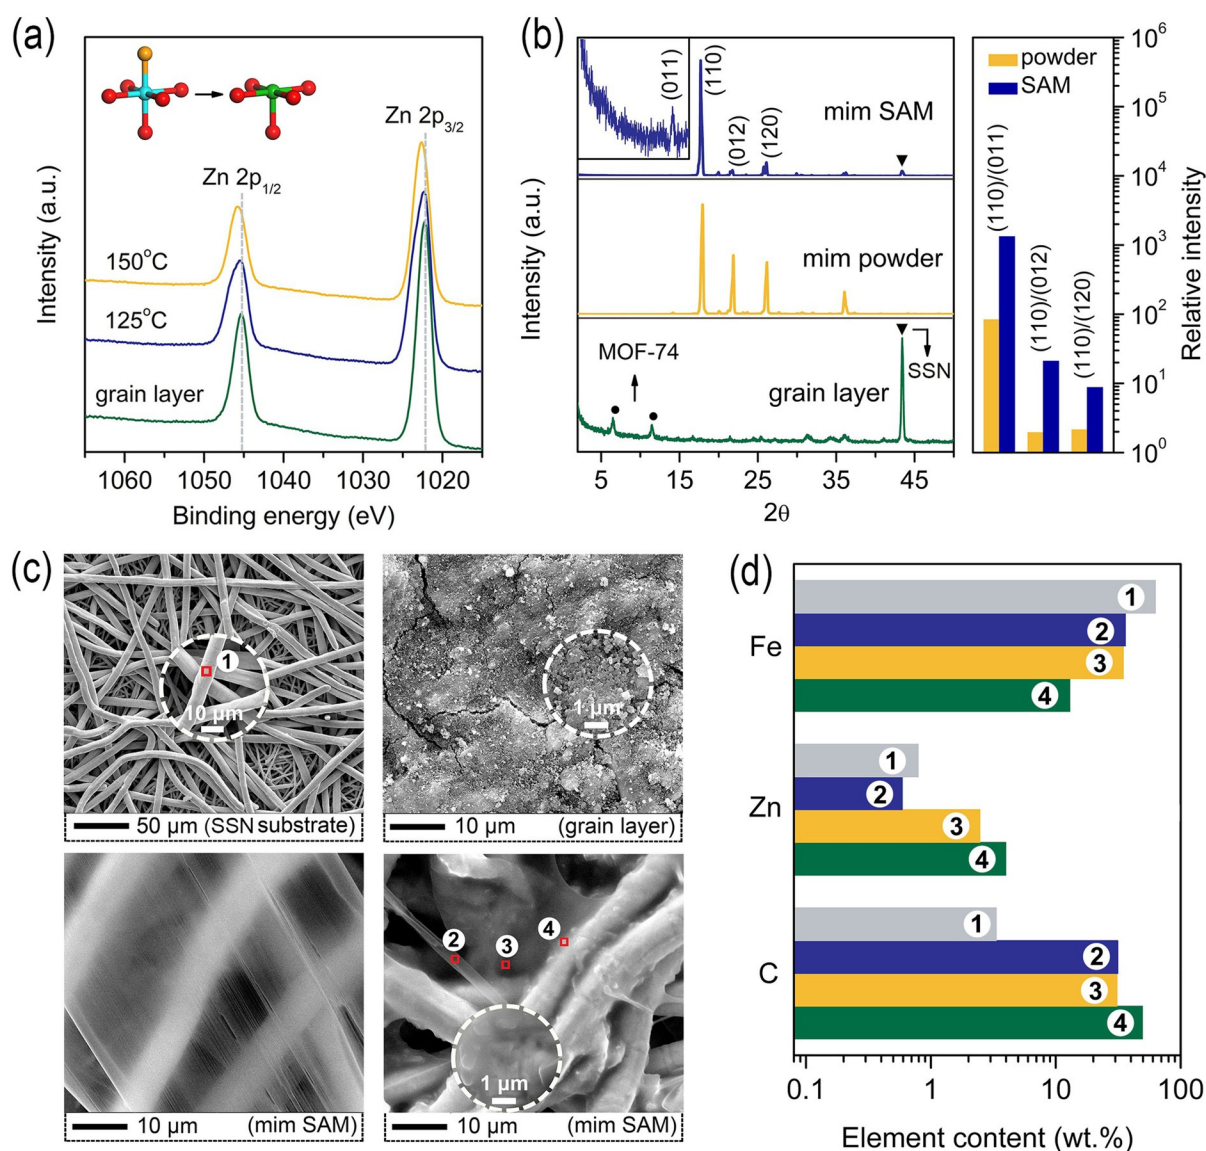 (a)
Zn 2p3/2
Zn 2p1/2
150°C
125°C
grain layer
Intensity (a.u.)
1060
1050
1040
1030
1020
Binding energy (eV)
(b)
(011)
(110)
(012)
(120)
mim SAM
mim powder
MOF-74
grain layer
SSN
Intensity (a.u.)
5
15
25
35
45
2θ
powder
SAM
(110)/(011)
(110)/(012)
(110)/(120)
10^6
10^5
10^4
10^3
10^2
10^1
10^0
Relative intensity
(c)
1
10 µm
50 µm (SSN substrate)
1 µm
10 µm (grain layer)
10 µm (mim SAM)
2
3
4
1 µm
10 µm (mim SAM)
(d)
Fe
1
2
3
4
Zn
1
2
3
4
C
1
2
3
4
0.1
1
10
100
Element content (wt.%)